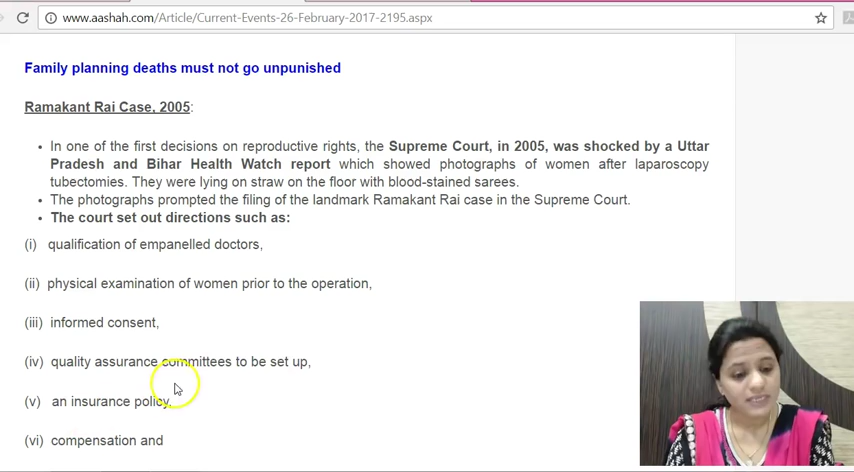 www.aashah.com/Article/Current-Events-26-February-2017-2195.aspx
Family planning deaths must not go unpunished
Ramakant Rai Case, 2005:
• In one of the first decisions on reproductive rights, the Supreme Court, in 2005, was shocked by a Uttar
Pradesh and Bihar Health Watch report which showed photographs of women after laparoscopy
tubectomies. They were lying on straw on the floor with blood-stained sarees.
• The photographs prompted the filing of the landmark Ramakant Rai case in the Supreme Court.
• The court set out directions such as:
(i) qualification of empanelled doctors,
(ii) physical examination of women prior to the operation,
(iii) informed consent,
(iv) quality assurance committees to be set up,
(v) an insurance policy,
(vi) compensation and